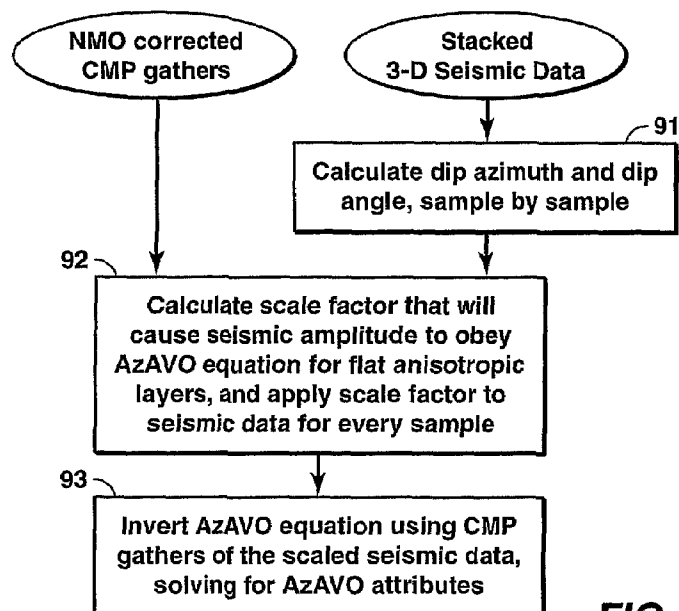 NMO corrected
CMP gathers
Stacked
3-D Seismic Data
91
Calculate dip azimuth and dip
angle, sample by sample
92
Calculate scale factor that will
cause seismic amplitude to obey
AzAVO equation for flat anisotropic
layers, and apply scale factor to
seismic data for every sample
93
Invert AzAVO equation using CMP
gathers of the scaled seismic data,
solving for AzAVO attributes